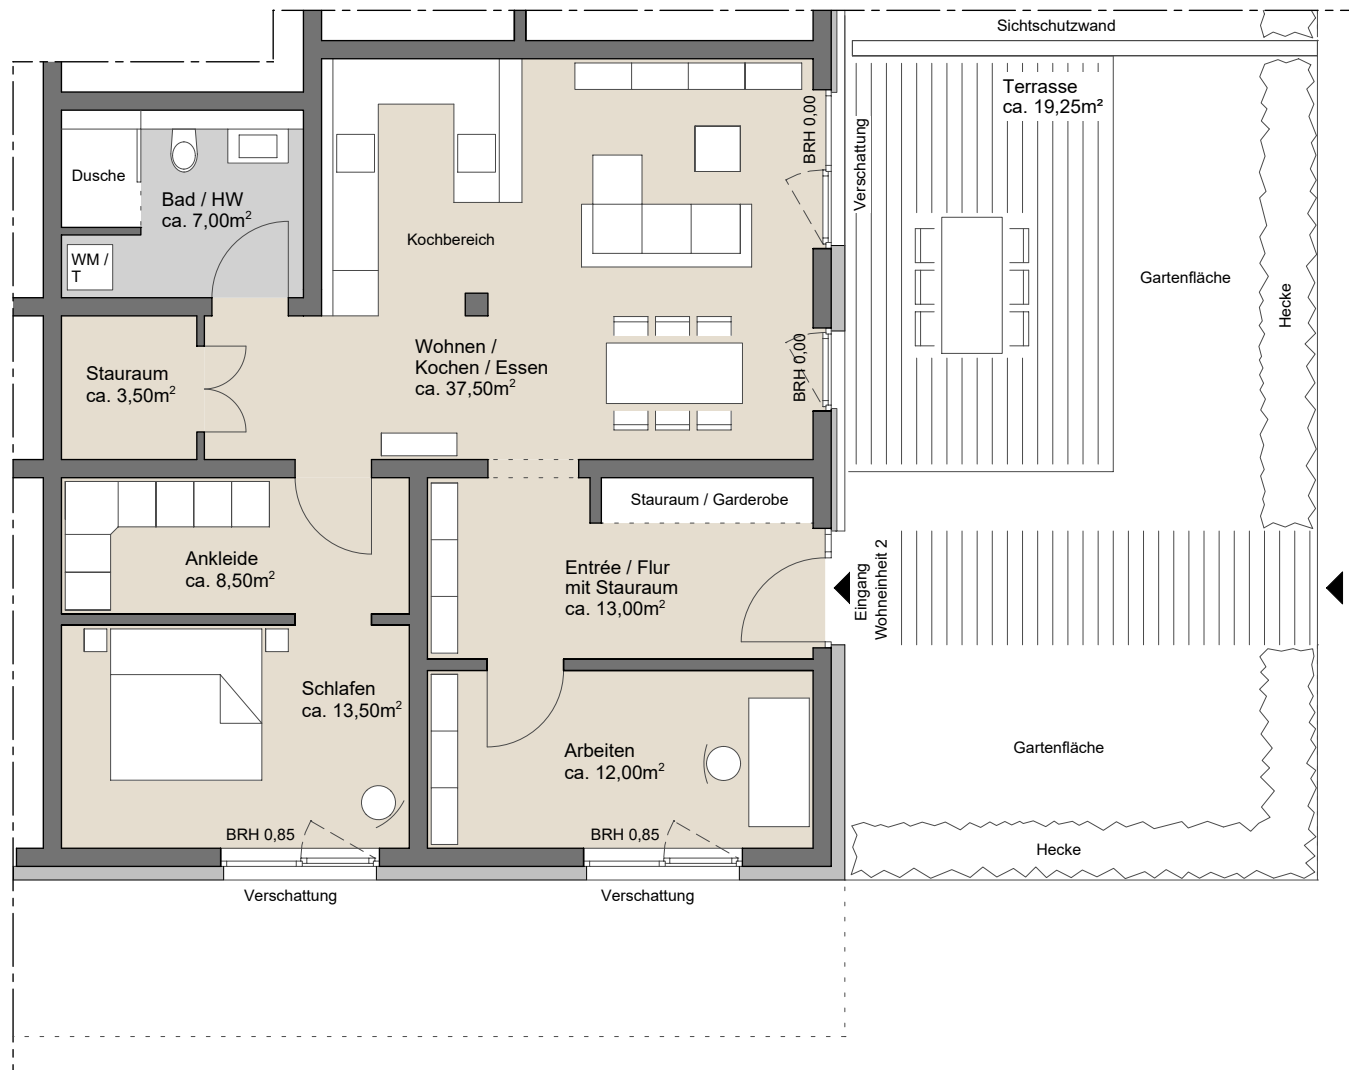 Sichtschutzwand
Terrasse
ca. 19,25m²
BRH 0,00
Verschattung
Dusche
Bad / HW
ca. 7,00m²
WM /
T
Kochbereich
Gartenfläche
Hecke
Wohnen /
Kochen / Essen
ca. 37,50m²
BRH 0,00
Stauraum
ca. 3,50m²
Stauraum / Garderobe
Ankleide
ca. 8,50m²
Entrée / Flur
mit Stauraum
ca. 13,00m²
Eingang
Wohneinheit 2
Schlafen
ca. 13,50m²
Arbeiten
ca. 12,00m²
Gartenfläche
BRH 0,85
BRH 0,85
Hecke
Verschattung
Verschattung